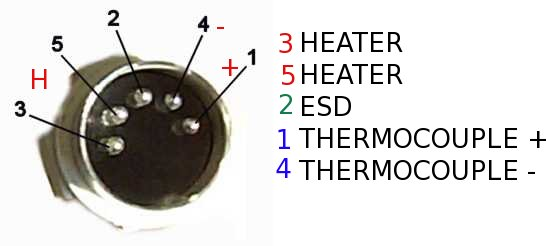 2
4 -
5
+ 1
H
3
3 HEATER
5 HEATER
2 ESD
1 THERMOCOUPLE +
4 THERMOCOUPLE -